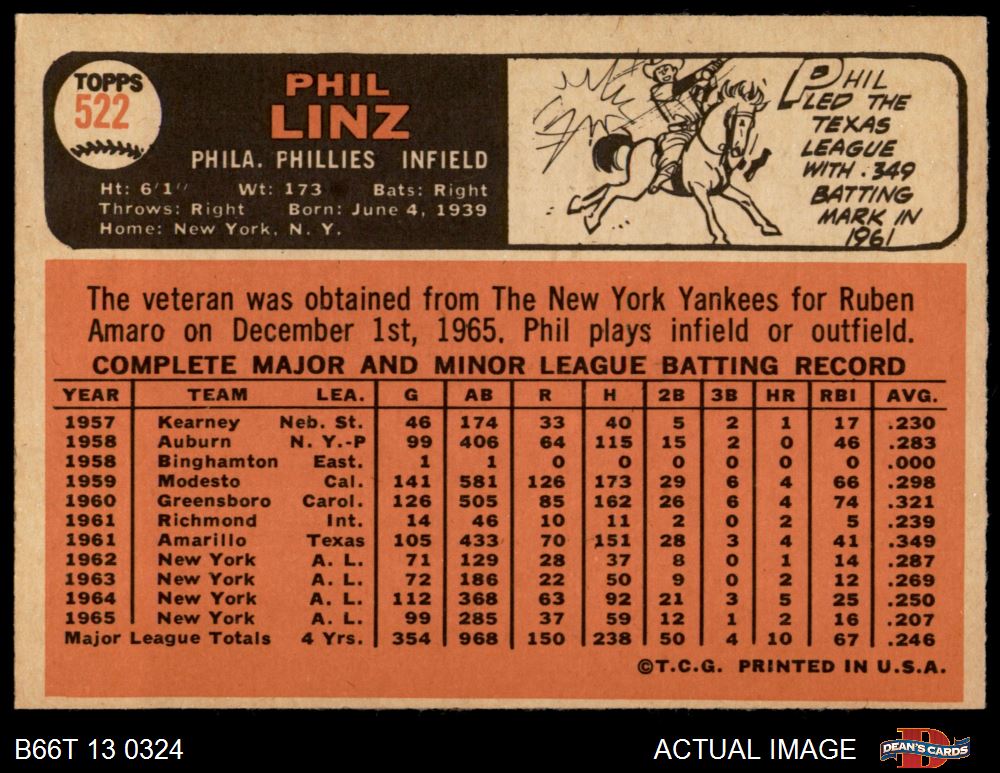 TOPPS
522
PHIL
LINZ
PHILA. PHILLIES INFIELD
Ht: 6'1" Wt: 173 Bats: Right
Throws: Right Born: June 4, 1939
Home: New York, N. Y.
PHIL
LED THE
TEXAS
LEAGUE
WITH .349
BATTING
MARK IN
1961
The veteran was obtained from The New York Yankees for Ruben
Amaro on December 1st, 1965. Phil plays infield or outfield.
COMPLETE MAJOR AND MINOR LEAGUE BATTING RECORD
YEAR TEAM LEA. G AB R H 2B 3B HR RBI AVG.
1957 Kearney Neb. St. 46 174 33 40 5 2 1 17 .230
1958 Auburn N. Y.-P 99 406 64 115 15 2 0 46 .283
1958 Binghamton East. 1 1 0 0 0 0 0 0 .000
1959 Modesto Cal. 141 581 126 173 29 6 4 66 .298
1960 Greensboro Carol. 126 505 85 162 26 6 4 74 .321
1961 Richmond Int. 14 46 10 11 2 0 2 5 .239
1961 Amarillo Texas 105 433 70 151 28 3 4 41 .349
1962 New York A. L. 71 129 28 37 8 0 1 14 .287
1963 New York A. L. 72 186 22 50 9 0 2 12 .269
1964 New York A. L. 112 368 63 92 21 3 5 25 .250
1965 New York A. L. 99 285 37 59 12 1 2 16 .207
Major League Totals 4 Yrs. 354 968 150 238 50 4 10 67 .246
©T.C.G. PRINTED IN U.S.A.
B66T 13 0324 ACTUAL IMAGE DEAN'S CARDS